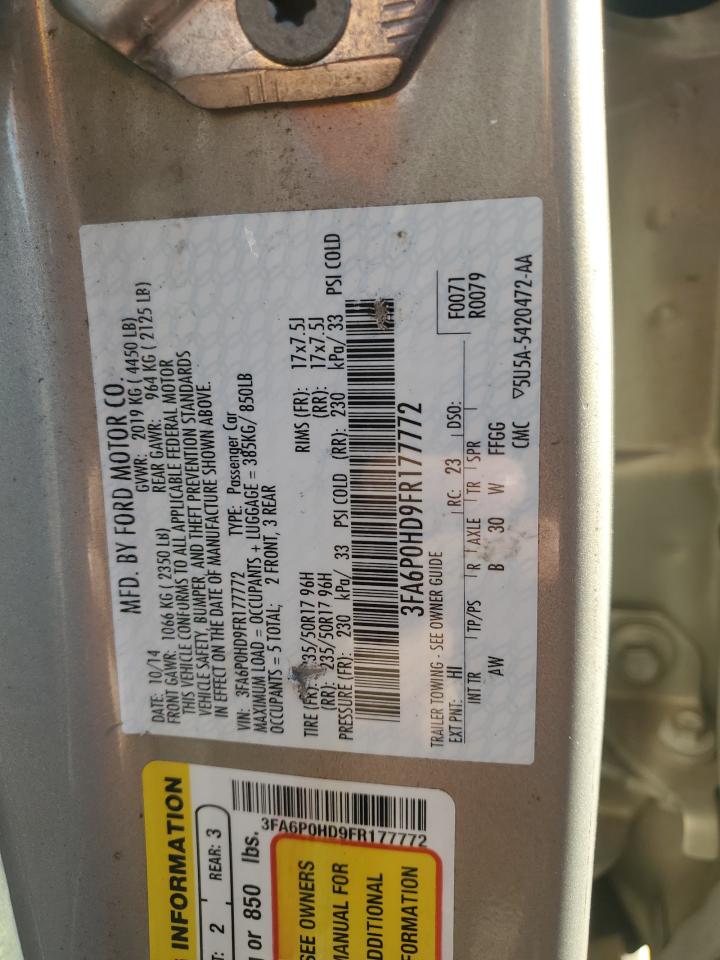 MFD. BY FORD MOTOR CO.
DATE: 10/14 GVWR: 2019 KG ( 4450 LB)
FRONT GAWR: 1066 KG ( 2350 LB) REAR GAWR: 964 KG ( 2125 LB)
THIS VEHICLE CONFORMS TO ALL APPLICABLE FEDERAL MOTOR
VEHICLE SAFETY, BUMPER, AND THEFT PREVENTION STANDARDS
IN EFFECT ON THE DATE OF MANUFACTURE SHOWN ABOVE.
VIN: 3FA6P0HD9FR177772 TYPE: Passenger Car
MAXIMUM LOAD = OCCUPANTS + LUGGAGE = 385KG/ 850LB
OCCUPANTS = 5 TOTAL; 2 FRONT, 3 REAR
TIRE (FR): 35/50R17 96H RIMS (FR): 17x7.5J
(RR): 235/50R17 96H (RR): 17x7.5J
PRESSURE (FR): 230 kPa/ 33 PSI COLD (RR): 230 kPa/ 33 PSI COLD
3FA6P0HD9FR177772
TRAILER TOWING - SEE OWNER GUIDE F0071
EXT PNT: HI RC: 23 DSO: R0079
INT TR TP/PS R AXLE TR SPR
AW B 30 W FFGG
CMC ▽5U5A-5420472-AA
INFORMATION
2 REAR: 3
or 850 lbs.
3FA6P0HD9FR177772
SEE OWNERS
MANUAL FOR
ADDITIONAL
FORMATION